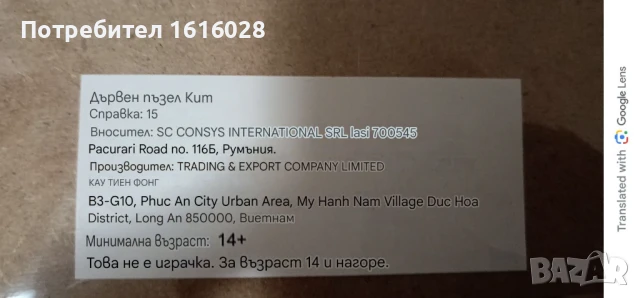 Потребител 1616028
Дървен пъзел Кит
Справка: 15
Вносител: SC CONSYS INTERNATIONAL SRL Iasi 700545
Pacurari Road no. 116Б, Румъния.
Производител: TRADING & EXPORT COMPANY LIMITED
КАУ ТИЕН ФОНГ
B3-G10, Phuc An City Urban Area, My Hanh Nam Village Duc Hoa
District, Long An 850000, Виетнам
Минимална възраст: 14+
Това не е играчка. За възраст 14 и нагоре.
Translated with Google Lens
BAZAR